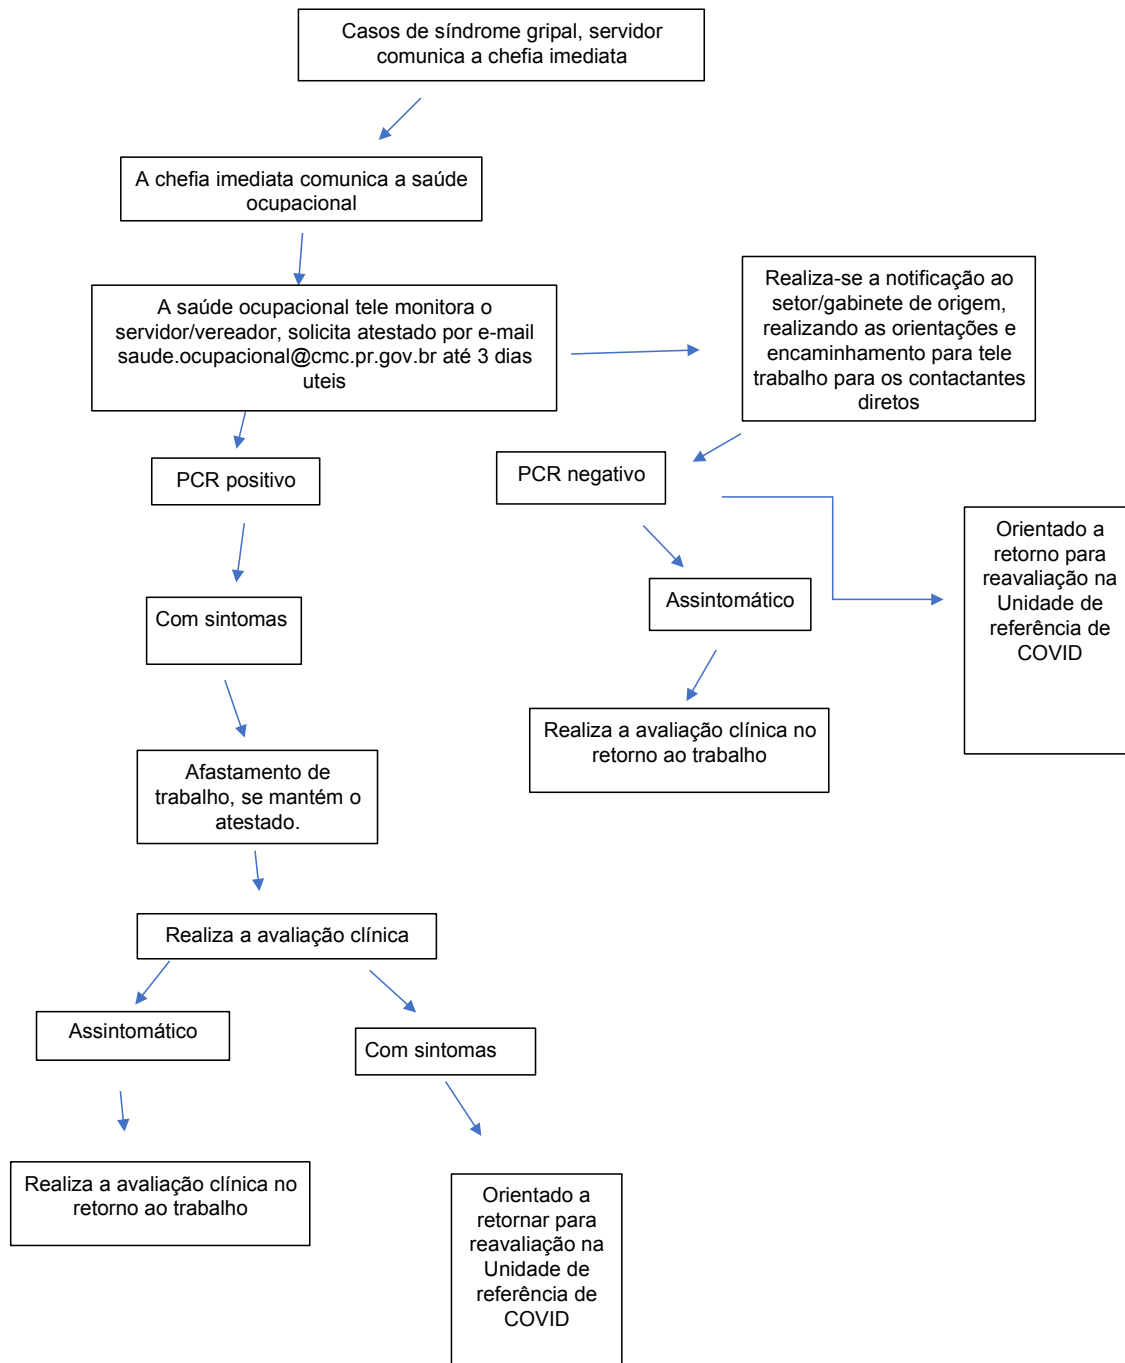 Casos de síndrome gripal, servidor
comunica a chefia imediata
A chefia imediata comunica a saúde
ocupacional
A saúde ocupacional tele monitora o
servidor/vereador, solicita atestado por e-mail
saude.ocupacional@cmc.pr.gov.br até 3 dias
uteis
Realiza-se a notificação ao
setor/gabinete de origem,
realizando as orientações e
encaminhamento para tele
trabalho para os contactantes
diretos
PCR positivo
PCR negativo
Com sintomas
Assintomático
Orientado a
retorno para
reavaliação na
Unidade de
referência de
COVID
Realiza a avaliação clínica no
retorno ao trabalho
Afastamento de
trabalho, se mantém o
atestado.
Realiza a avaliação clínica
Assintomático
Com sintomas
Realiza a avaliação clínica no
retorno ao trabalho
Orientado a
retornar para
reavaliação na
Unidade de
referência de
COVID